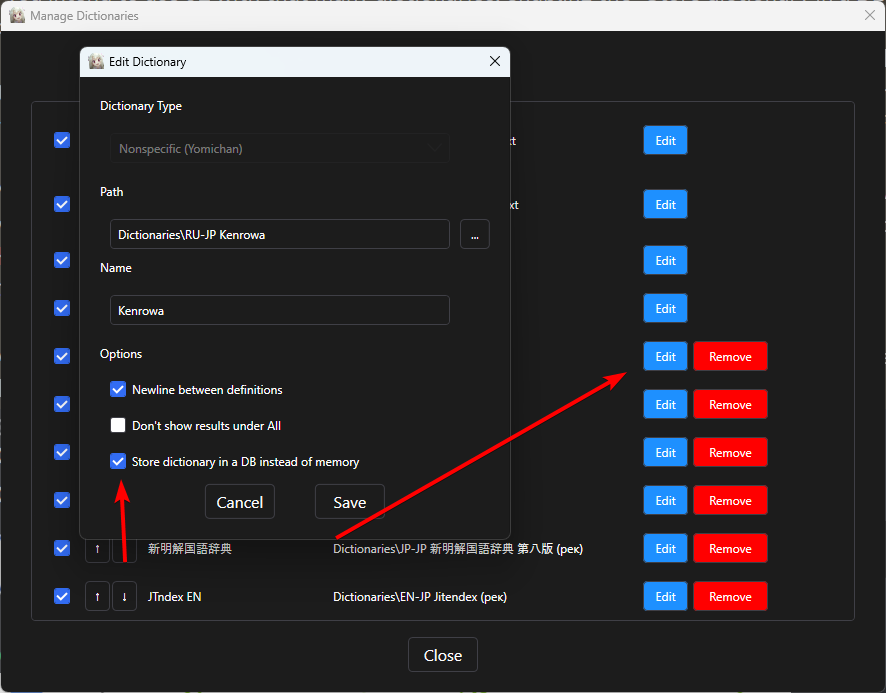 Manage Dictionaries
Edit Dictionary
Dictionary Type
Nonspecific (Yomichan)
Path
Dictionaries\RU-JP Kenrowa
...
Name
Kenrowa
Options
Newline between definitions
Don't show results under All
Store dictionary in a DB instead of memory
Cancel Save
Edit
Edit
Edit
Edit
Edit Remove
Edit Remove
Edit Remove
Edit Remove
↑ 新明解国語辞典 Dictionaries\JP-JP 新明解国語辞典 第八版 (рек) Edit Remove
↑ ↓ JTndex EN Dictionaries\EN-JP Jitendex (рек) Edit Remove
Close